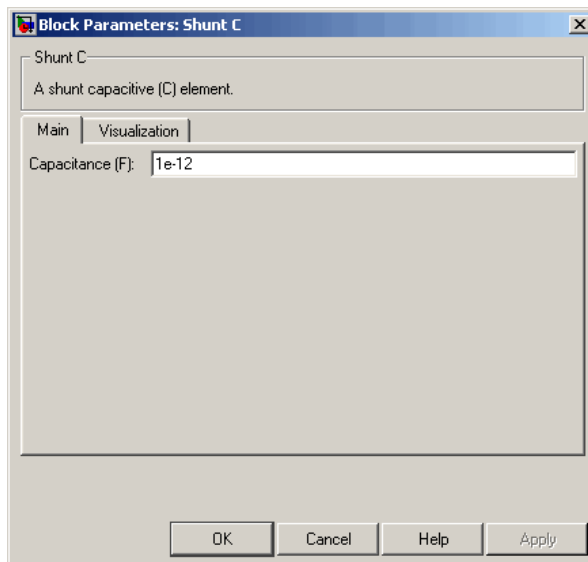 Block Parameters: Shunt C
Shunt C
A shunt capacitive (C) element.
Main Visualization
Capacitance (F): 1e-12
OK Cancel Help Apply